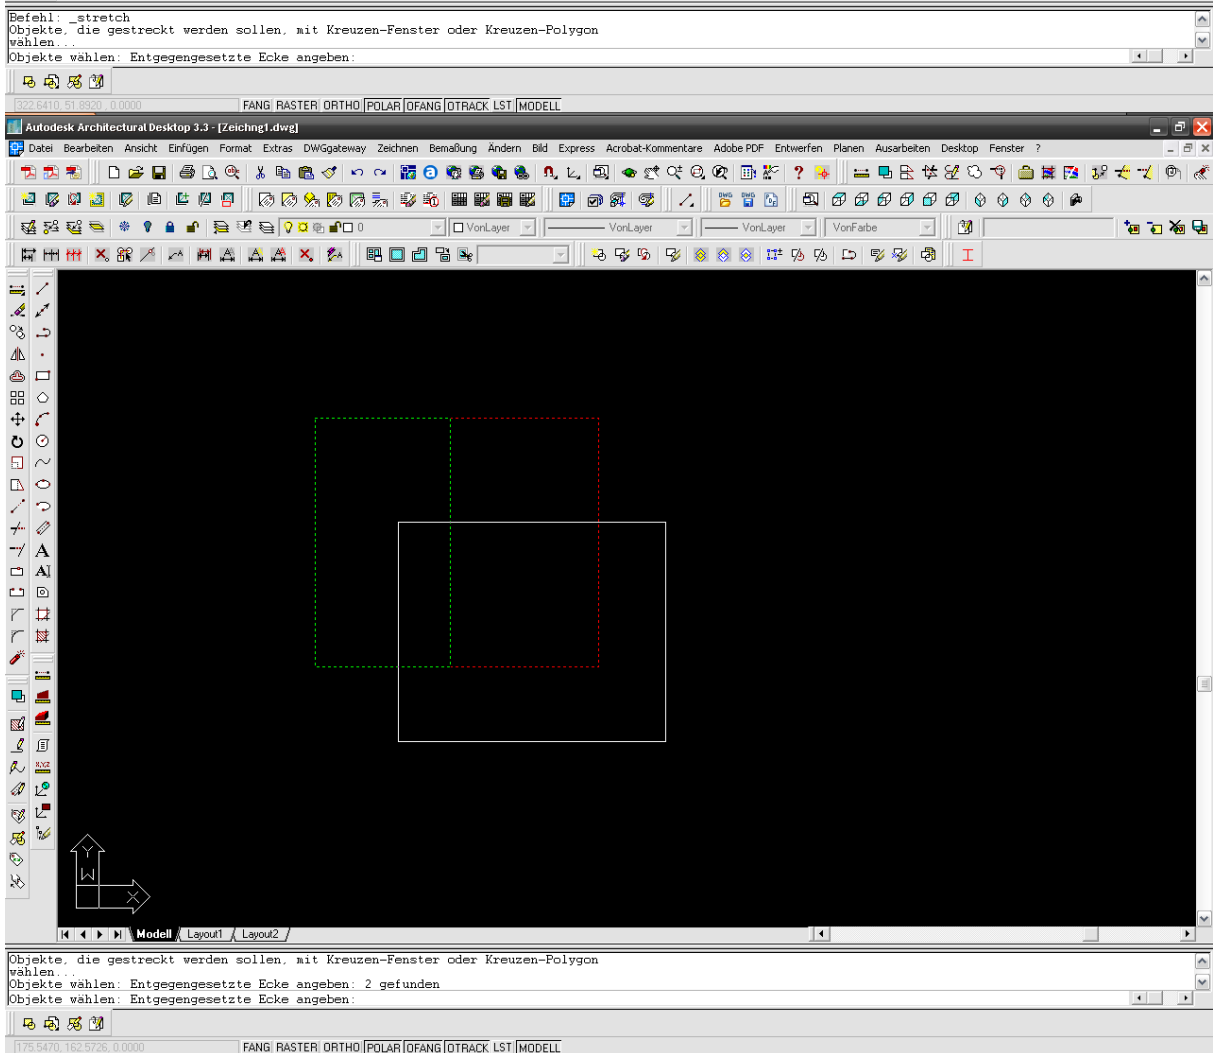 Befehl: _stretch
Objekte, die gestreckt werden sollen, mit Kreuzen-Fenster oder Kreuzen-Polygon
wählen...
Objekte wählen: Entgegengesetzte Ecke angeben:
322.6410, 51.8920 , 0.0000 FANG RASTER ORTHO POLAR OFANG OTRACK LST MODELL
Autodesk Architectural Desktop 3.3 - [Zeichng1.dwg]
Datei Bearbeiten Ansicht Einfügen Format Extras DWGgateway Zeichnen Bemaßung Ändern Bild Express Acrobat-Kommentare Adobe PDF Entwerfen Planen Ausarbeiten Desktop Fenster ?
0 VonLayer VonLayer VonLayer VonFarbe
Y
W
X
Modell Layout1 Layout2
Objekte, die gestreckt werden sollen, mit Kreuzen-Fenster oder Kreuzen-Polygon
wählen...
Objekte wählen: Entgegengesetzte Ecke angeben: 2 gefunden
Objekte wählen: Entgegengesetzte Ecke angeben:
175.5470, 162.5726, 0.0000 FANG RASTER ORTHO POLAR OFANG OTRACK LST MODELL